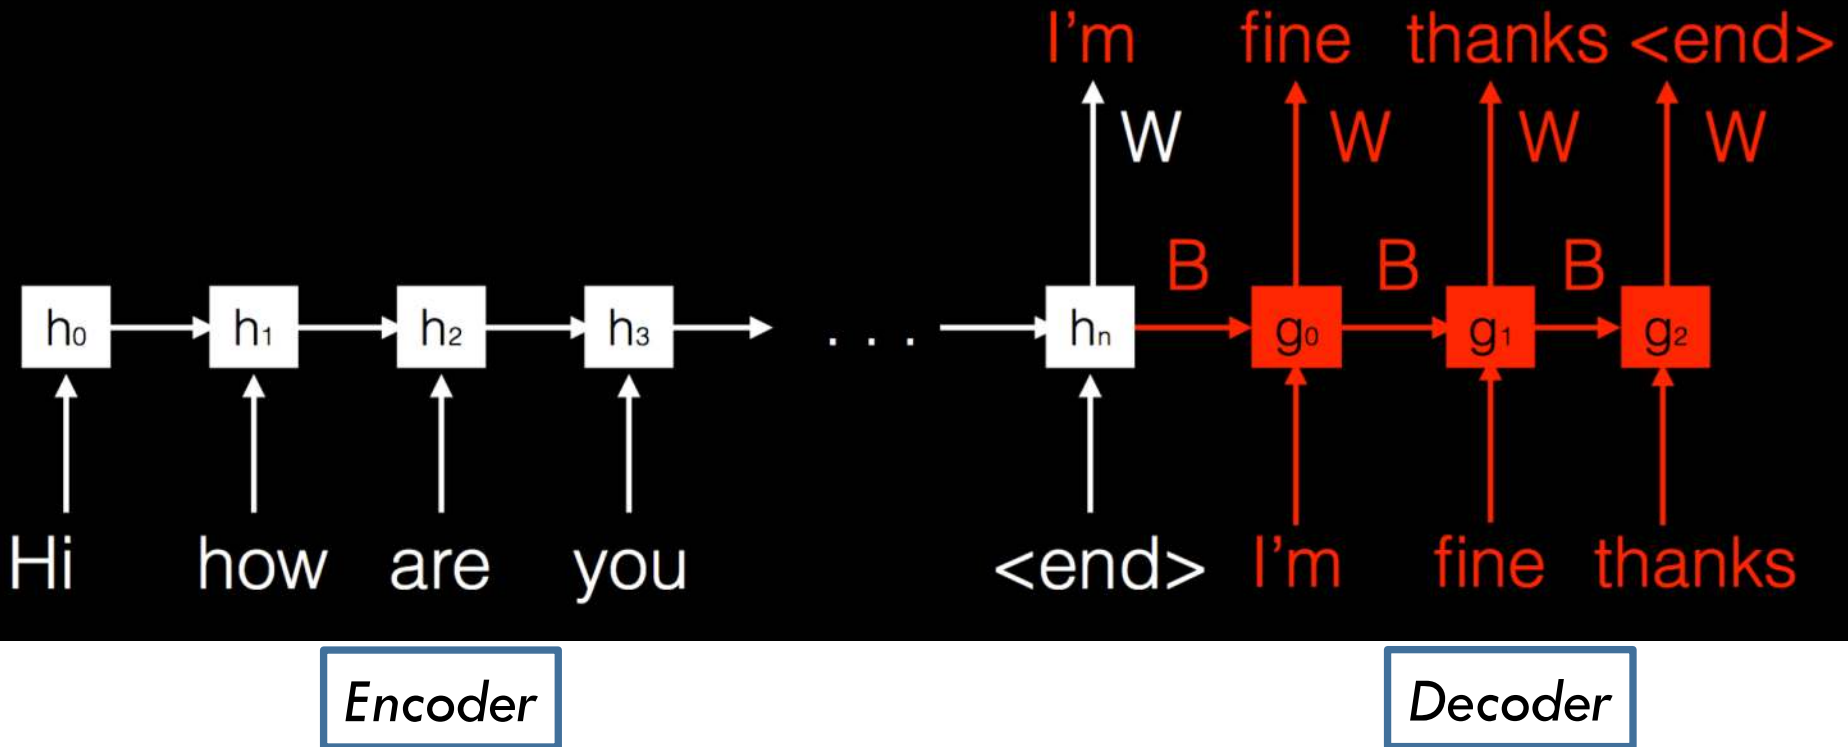 I'm fine thanks <end>
W W W W
B B B
h0 h1 h2 h3 . . . hn g0 g1 g2
Hi how are you <end> I'm fine thanks
Encoder Decoder